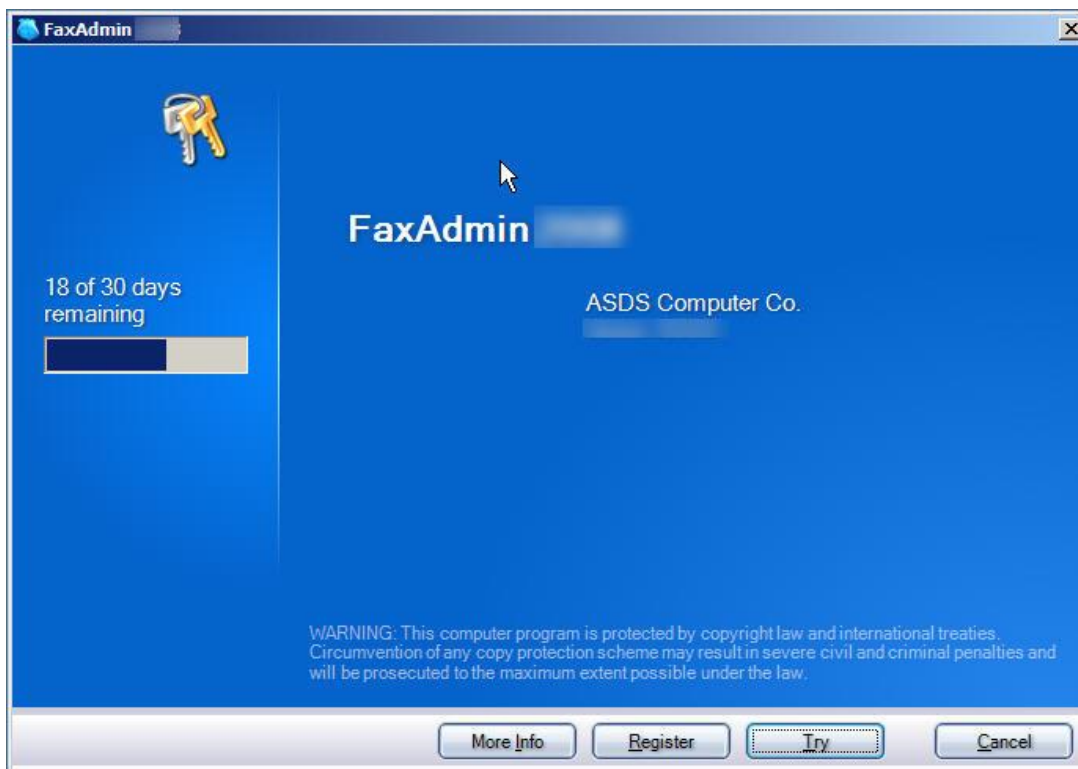 FaxAdmin
FaxAdmin
18 of 30 days
remaining
ASDS Computer Co.
WARNING: This computer program is protected by copyright law and international treaties.
Circumvention of any copy protection scheme may result in severe civil and criminal penalties and
will be prosecuted to the maximum extent possible under the law.
More Info
Register
Try
Cancel